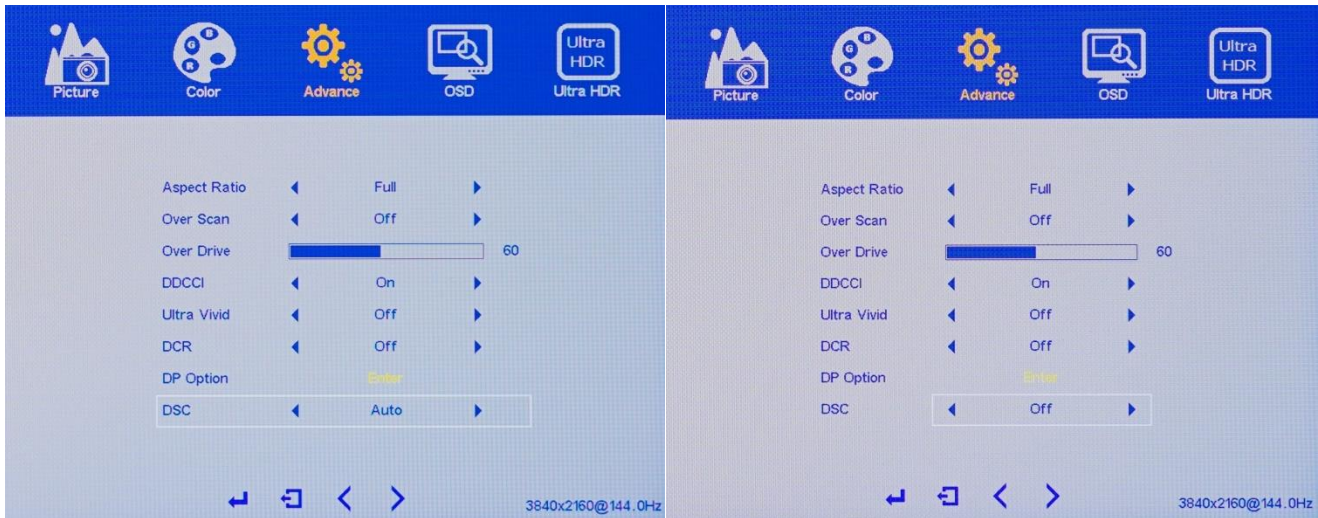 Ultra
HDR
Picture Color Advance OSD Ultra HDR
Aspect Ratio Full
Over Scan Off
Over Drive 60
DDCCI On
Ultra Vivid Off
DCR Off
DP Option Enter
DSC Auto
3840x2160@144.0Hz
Ultra
HDR
Picture Color Advance OSD Ultra HDR
Aspect Ratio Full
Over Scan Off
Over Drive 60
DDCCI On
Ultra Vivid Off
DCR Off
DP Option Enter
DSC Off
3840x2160@144.0Hz